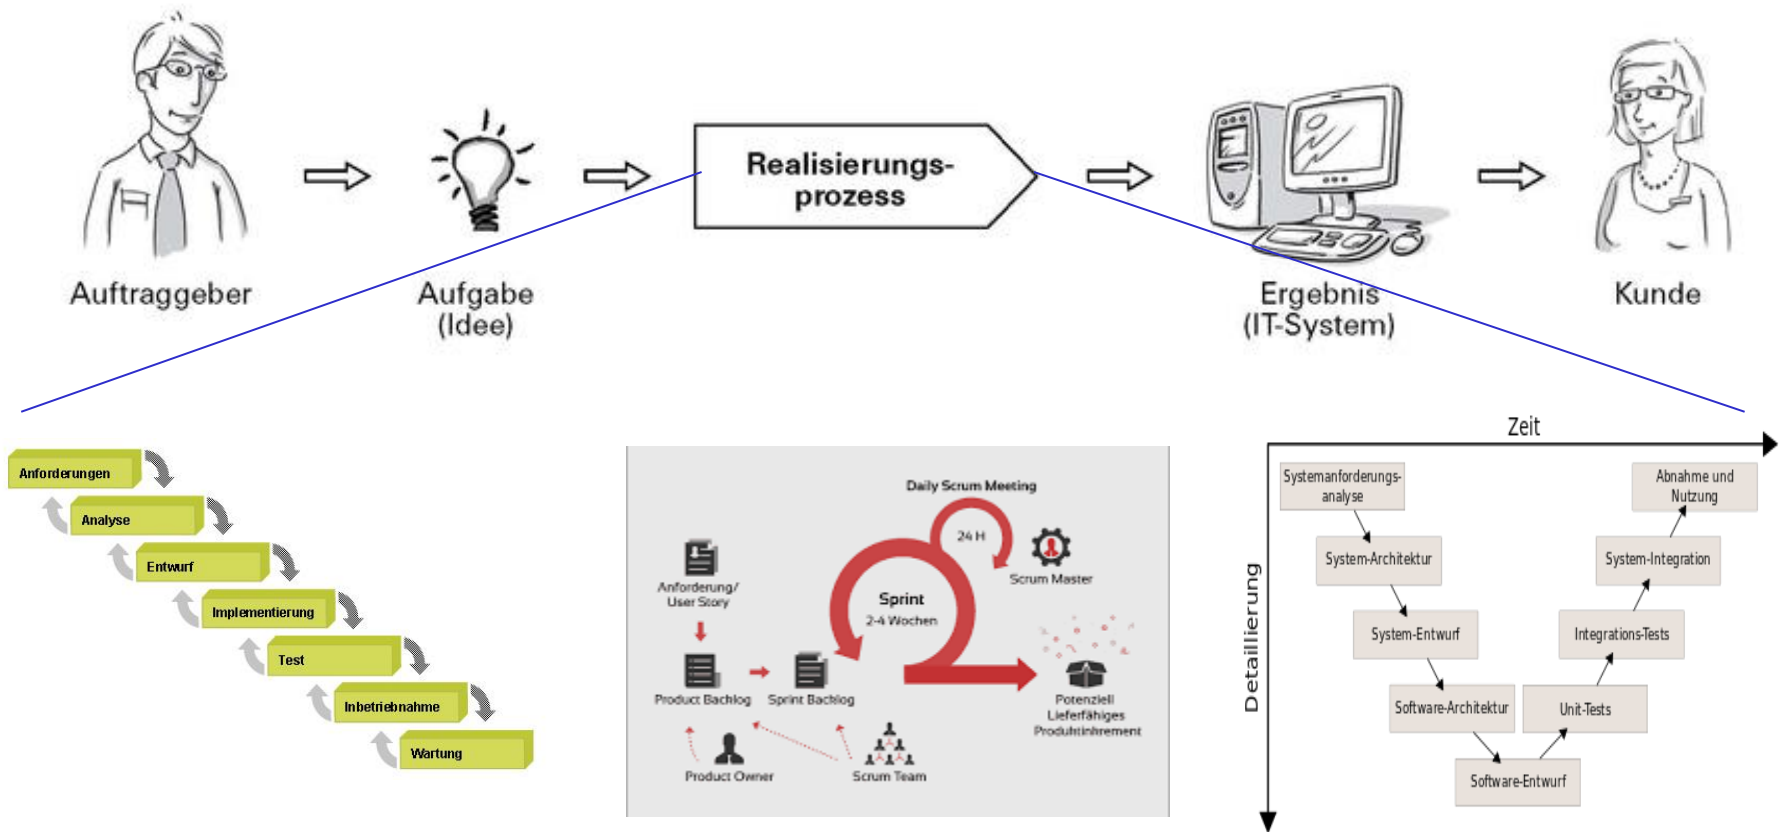 Realisierungs-
prozess
Auftraggeber
Aufgabe
(Idee)
Ergebnis
(IT-System)
Kunde
Anforderungen
Analyse
Entwurf
Implementierung
Test
Inbetriebnahme
Wartung
Daily Scrum Meeting
24 H
Scrum Master
Anforderung/
User Story
Sprint
2-4 Wochen
Product Backlog
Sprint Backlog
Potenziell
Lieferfähiges
Produktinkrement
Product Owner
Scrum Team
Zeit
Detaillierung
Systemanforderungs-
analyse
System-Architektur
System-Entwurf
Software-Architektur
Software-Entwurf
Unit-Tests
Integrations-Tests
System-Integration
Abnahme und
Nutzung